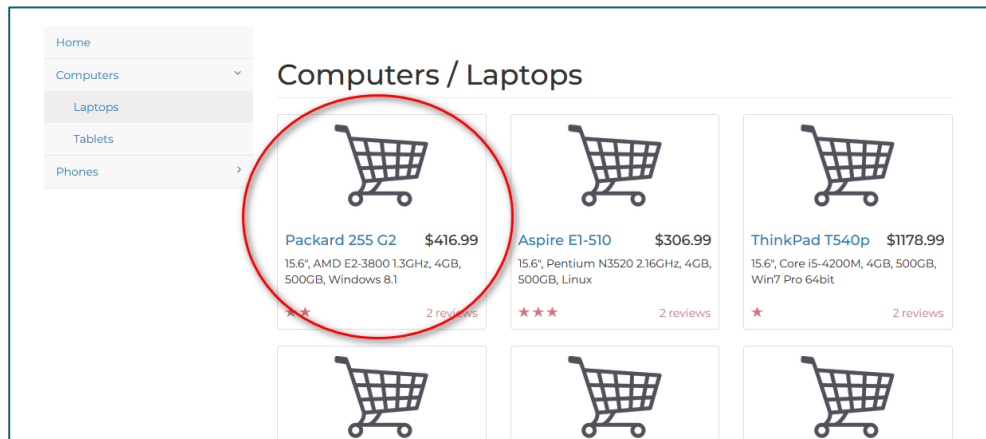 Home
Computers
Laptops
Tablets
Phones
Computers / Laptops
Packard 255 G2 $416.99
15.6", AMD E2-3800 1.3GHz, 4GB,
500GB, Windows 8.1
2 reviews
Aspire E1-510 $306.99
15.6", Pentium N3520 2.16GHz, 4GB,
500GB, Linux
2 reviews
ThinkPad T540p $1178.99
15.6", Core i5-4200M, 4GB, 500GB,
Win7 Pro 64bit
2 reviews